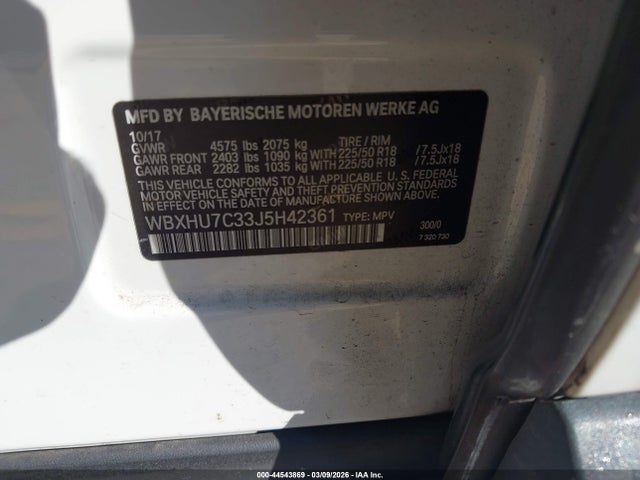 MFD BY BAYERISCHE MOTOREN WERKE AG
10/17
GVWR 4575 lbs 2075 kg TIRE / RIM
GAWR FRONT 2403 lbs 1090 kg WITH 225/50 R18 /7.5Jx18
GAWR REAR 2282 lbs 1035 kg WITH 225/50 R18 /7.5Jx18
THIS VEHICLE CONFORMS TO ALL APPLICABLE U. S. FEDERAL
MOTOR VEHICLE SAFETY AND THEFT PREVENTION STANDARDS
IN EFFECT ON THE DATE OF MANUFACTURE SHOWN ABOVE.
WBXHU7C33J5H42361 TYPE: MPV 300/0
7 320 730
000-44543869 | 03/09/2026 | IAA Inc.